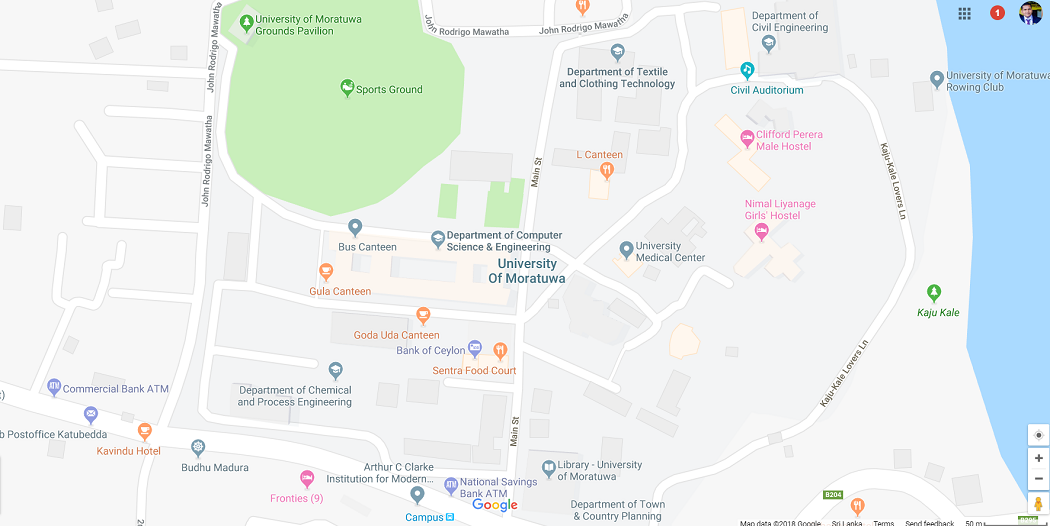 University of Moratuwa
Grounds Pavilion
John Rodrigo Mawatha
John Rodrigo Mawatha
John Rodrigo Mawatha
John Rodrigo Mawatha
Department of
Civil Engineering
1
Department of Textile
and Clothing Technology
Civil Auditorium
University of Moratuwa
Rowing Club
Sports Ground
Clifford Perera
Male Hostel
L Canteen
Main St
Kaju-Kale Lovers Ln
John Rodrigo Mawatha
Nimal Liyanage
Girls' Hostel
Bus Canteen
Department of Computer
Science & Engineering
University
Of Moratuwa
University
Medical Center
Gula Canteen
Kaju Kale
Goda Uda Canteen
Bank of Ceylon
Sentra Food Court
Kaju-Kale Lovers Ln
Commercial Bank ATM
Department of Chemical
and Process Engineering
Postoffice Katubedda
Kavindu Hotel
Main St
Budhu Madura
Arthur C Clarke
Institution for Modern...
National Savings
Bank ATM
Library - University
of Moratuwa
Fronties (9)
Google
Campus
Department of Town
& Country Planning
B204
Map data ©2018 Google
Sri Lanka
Terms
Send feedback
50 m